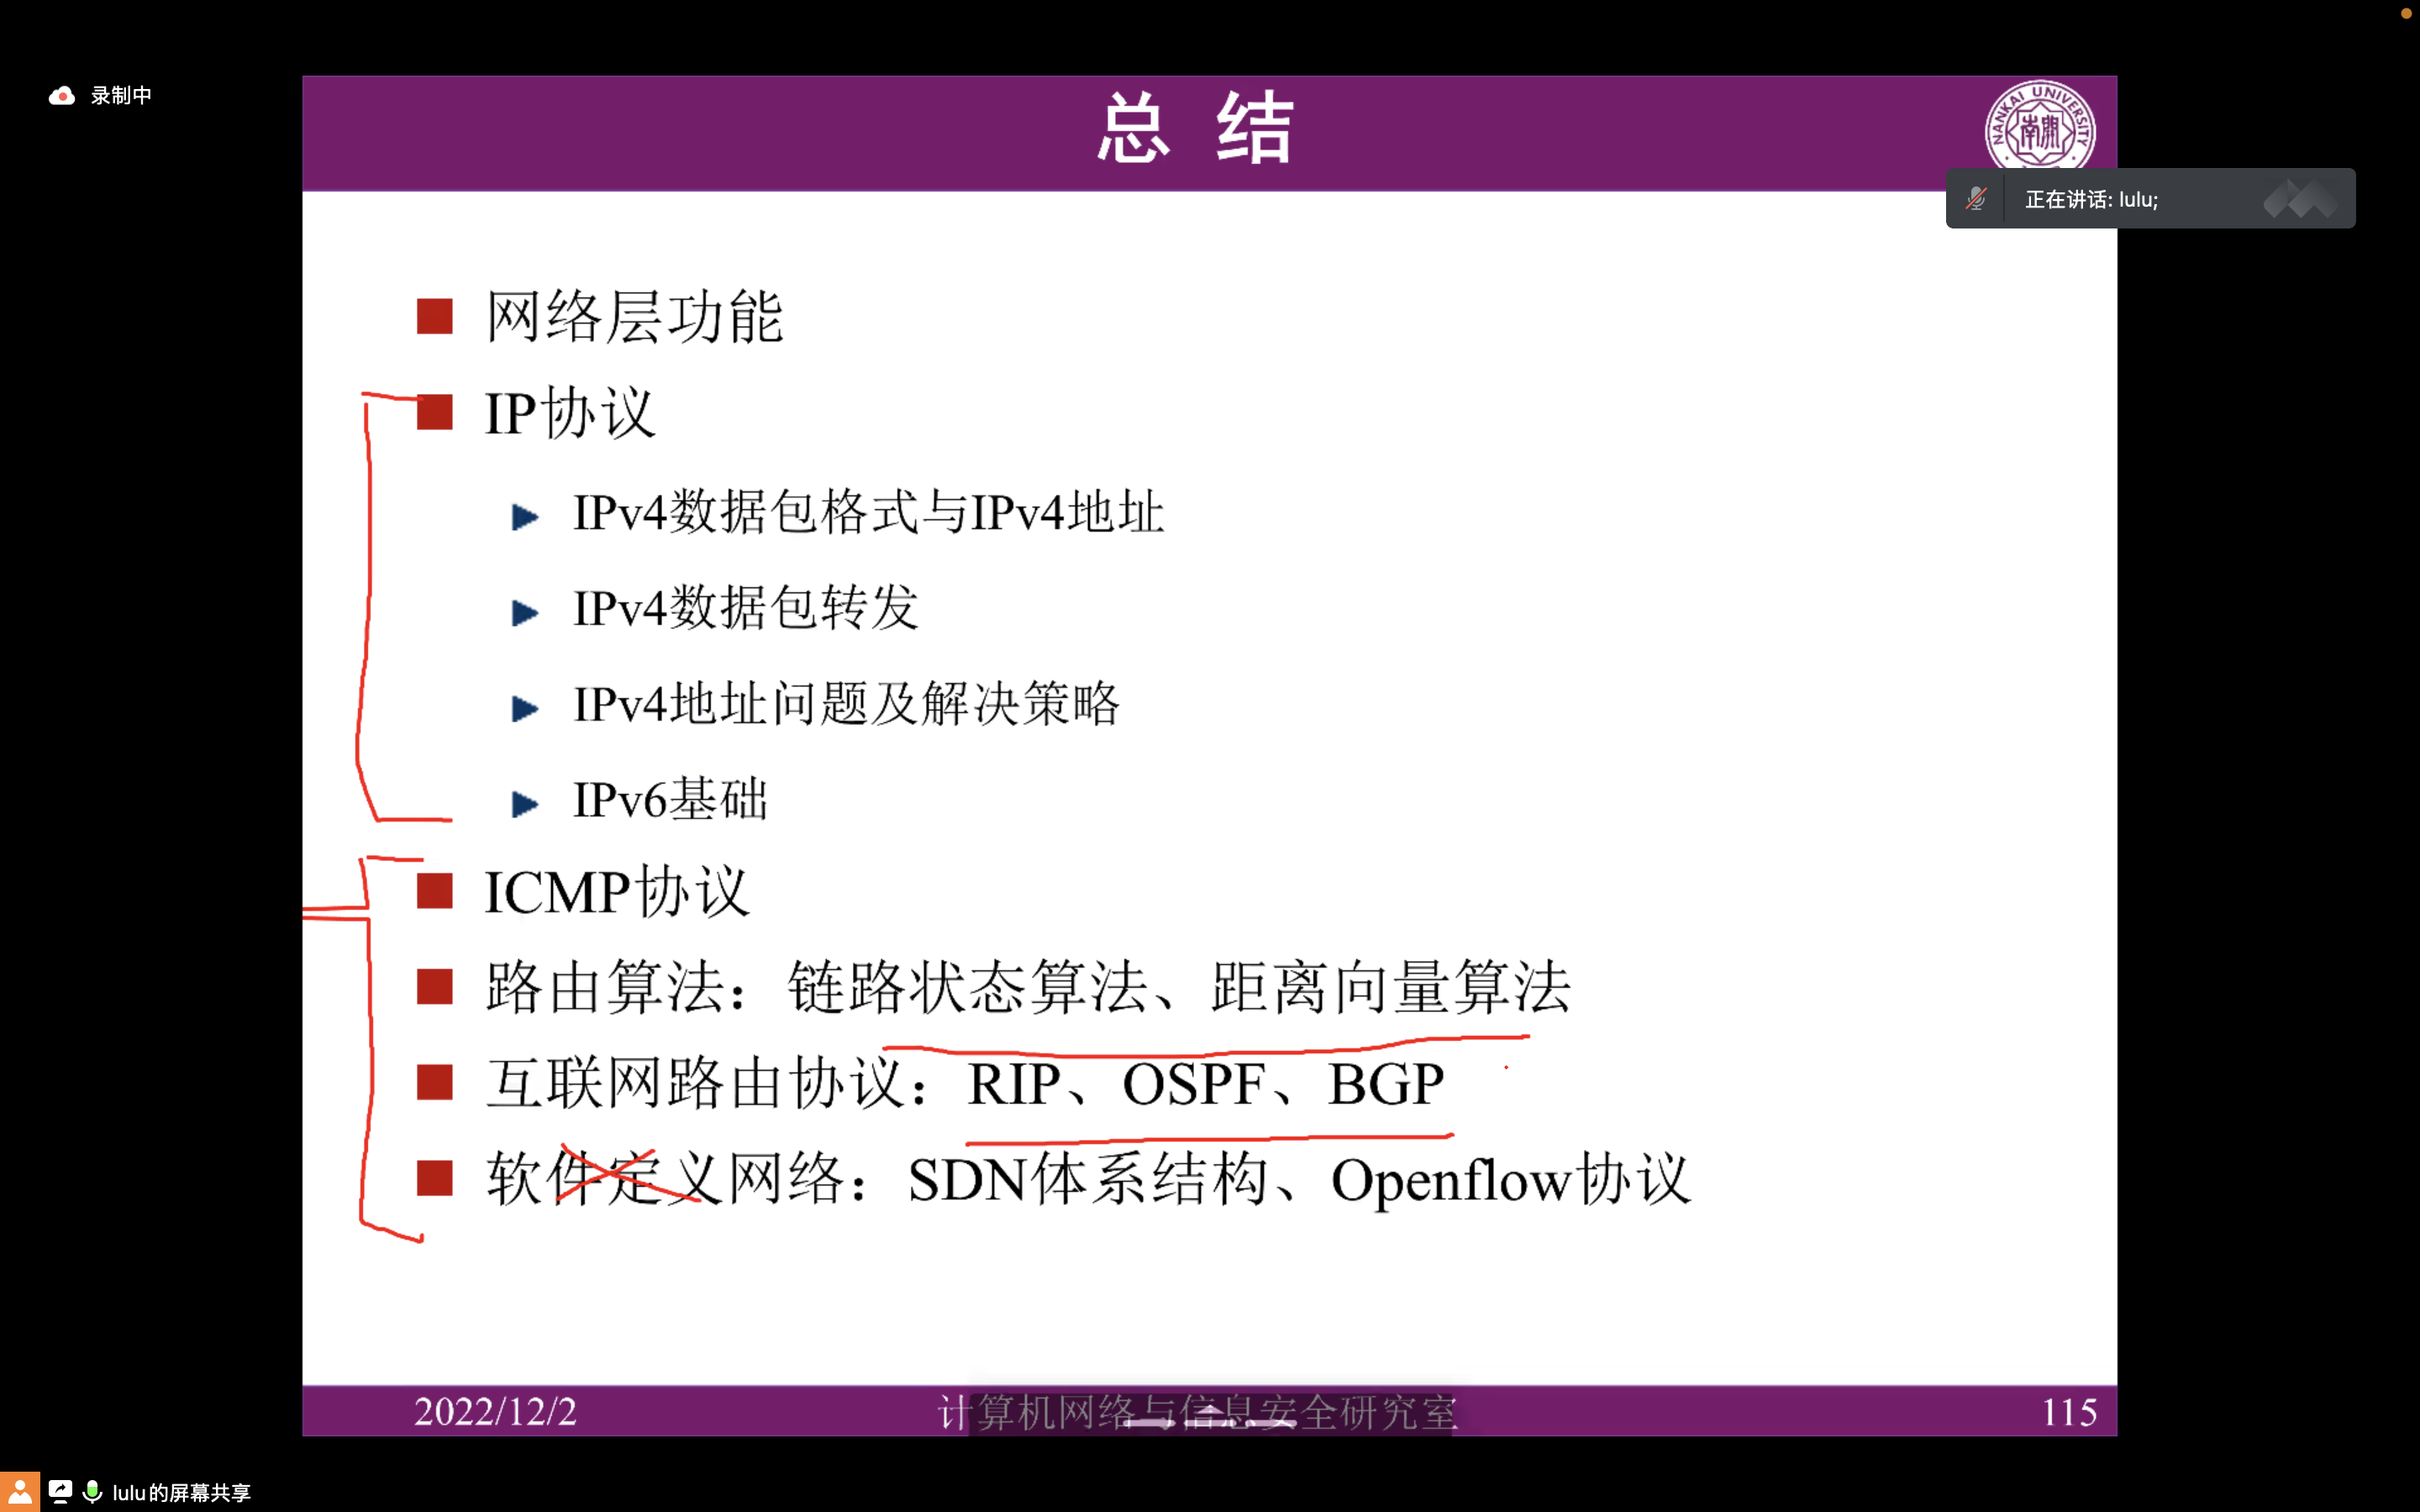 录制中
总 结
NANKAI UNIVERSITY
南開
正在讲话: lulu;
网络层功能
IP协议
IPv4数据包格式与IPv4地址
IPv4数据包转发
IPv4地址问题及解决策略
IPv6基础
ICMP协议
路由算法：链路状态算法、距离向量算法
互联网路由协议：RIP、OSPF、BGP
软件定义网络：SDN体系结构、Openflow协议
2022/12/2
计算机网络与信息安全研究室
115
lulu的屏幕共享